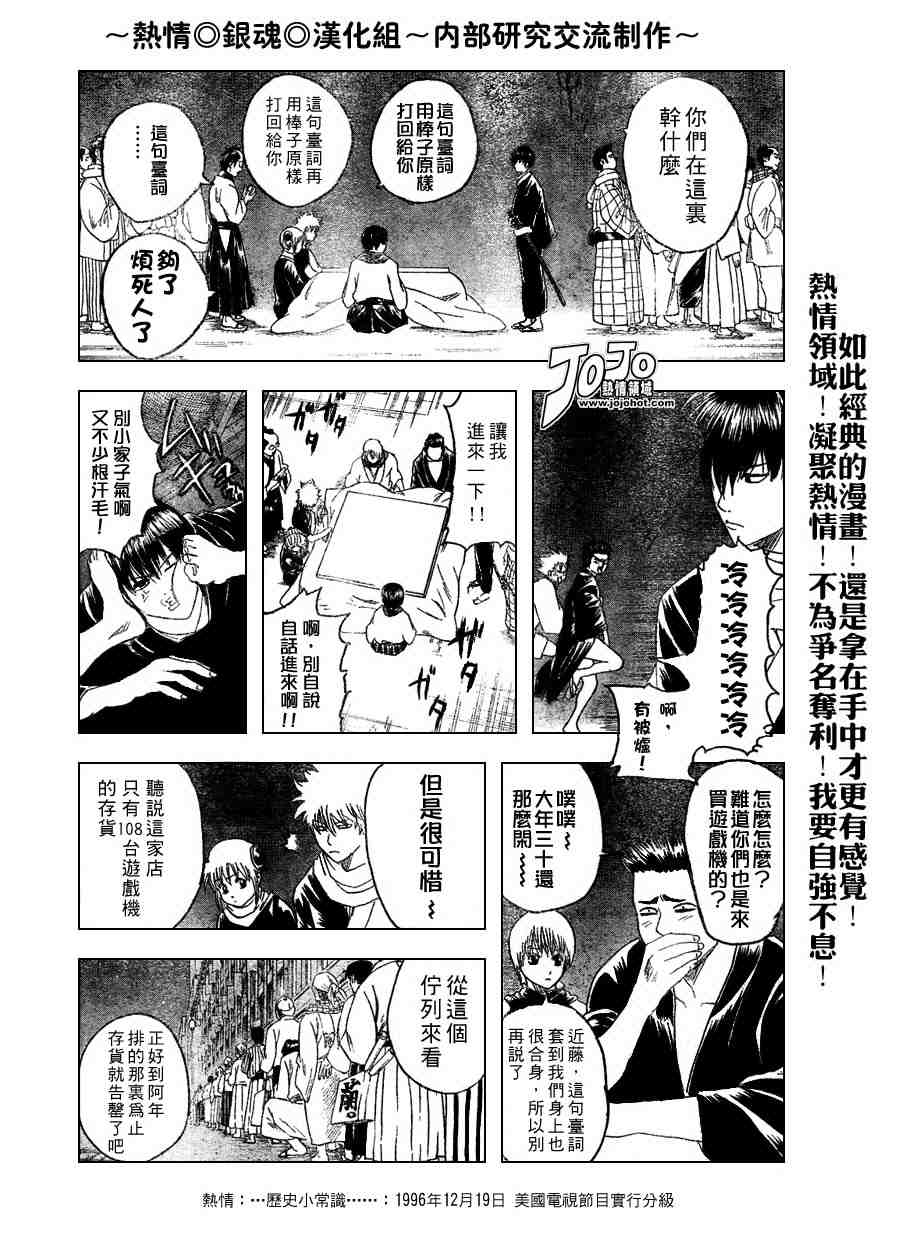 ～熱情◎銀魂◎漢化組～内部研究交流制作～
你們在這裏
幹什麼
這句臺詞
用棒子原樣
打回給你
這句臺詞再
用棒子原樣
打回給你
這句臺詞
……
夠了
煩死人了
JOJO
熱情領域
www.jojohot.com
冷冷冷冷冷冷冷
啊，
有被爐！
讓我
進來一下！！
ガタ
ガタ
啊，別自說
自話進來啊！！
別小家子氣啊
又不少根汗毛！
怎麼怎麼？
難道你們也是來
買遊戲機的？
噗噗～
大年三十還
那麼閑～～
近藤，這句臺詞
套到我們身上也
很合身，所以別
再說了
但是很可惜～
聽説這家店
只有108台遊戲機
的存貨
從這個
佇列來看
正好到阿年
排的那裏爲止
存貨就告罄了吧
如此經典的漫畫！還是拿在手中才更有感覺！
熱情領域！凝聚熱情！不為爭名奪利！我要自強不息！
熱情：…歷史小常識……：1996年12月19日 美國電視節目實行分級